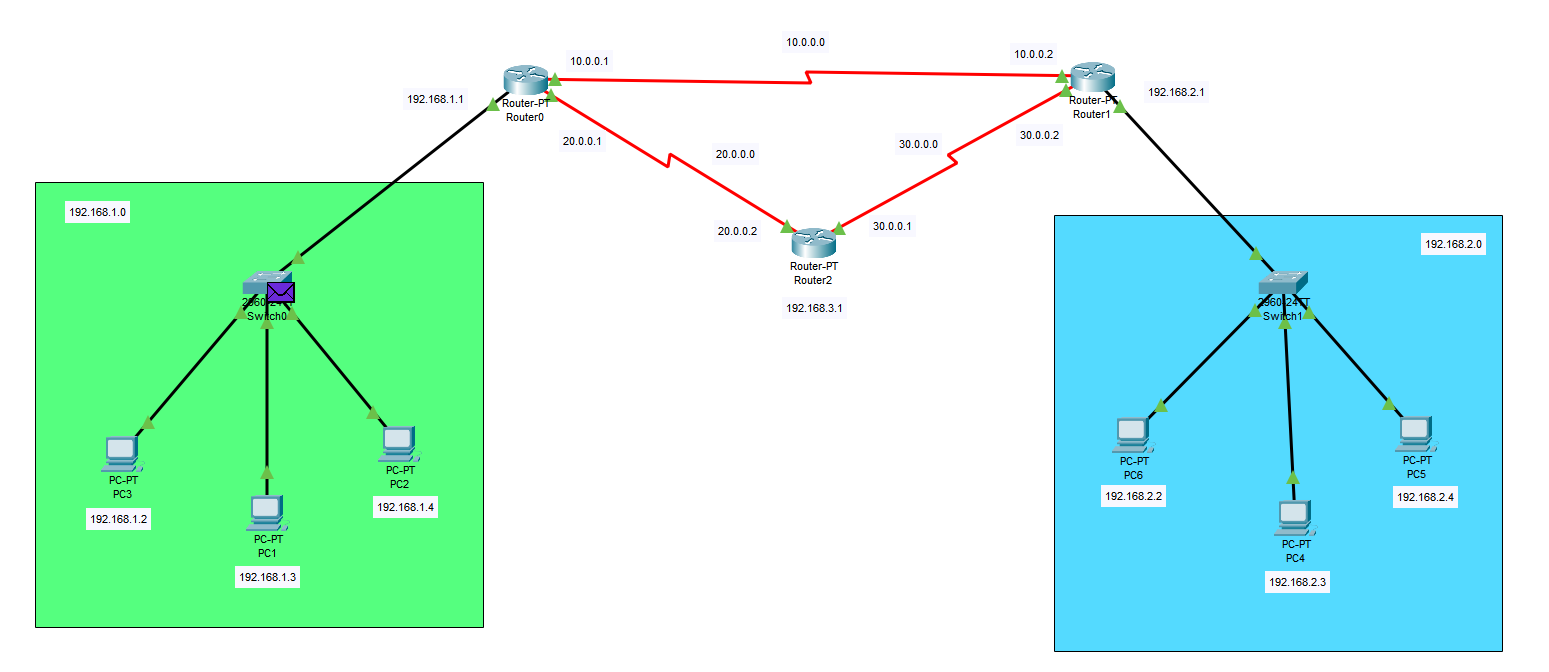 10.0.0.0
10.0.0.1
10.0.0.2
192.168.1.1
192.168.2.1
Router-PT
Router0
Router-PT
Router1
20.0.0.1
20.0.0.0
30.0.0.0
30.0.0.2
20.0.0.2
30.0.0.1
Router-PT
Router2
192.168.3.1
192.168.1.0
2960-24TT
Switch0
PC-PT
PC3
192.168.1.2
PC-PT
PC1
192.168.1.3
PC-PT
PC2
192.168.1.4
192.168.2.0
2960-24TT
Switch1
PC-PT
PC6
192.168.2.2
PC-PT
PC4
192.168.2.3
PC-PT
PC5
192.168.2.4